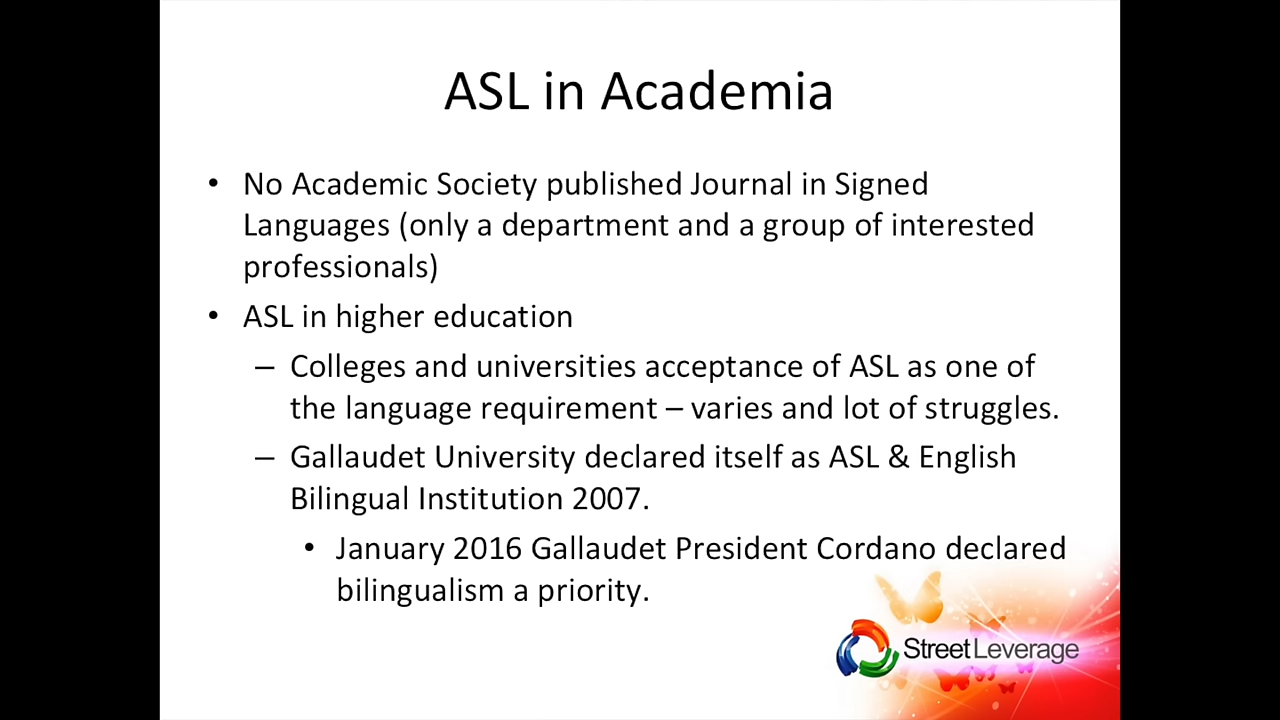 ASL in Academia
• No Academic Society published Journal in Signed
Languages (only a department and a group of interested
professionals)
• ASL in higher education
– Colleges and universities acceptance of ASL as one of
the language requirement – varies and lot of struggles.
– Gallaudet University declared itself as ASL & English
Bilingual Institution 2007.
• January 2016 Gallaudet President Cordano declared
bilingualism a priority.
StreetLeverage